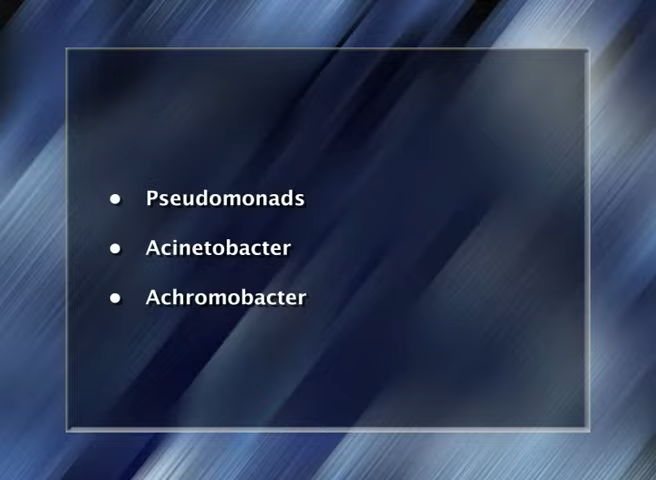 • Pseudomonads
• Acinetobacter
• Achromobacter